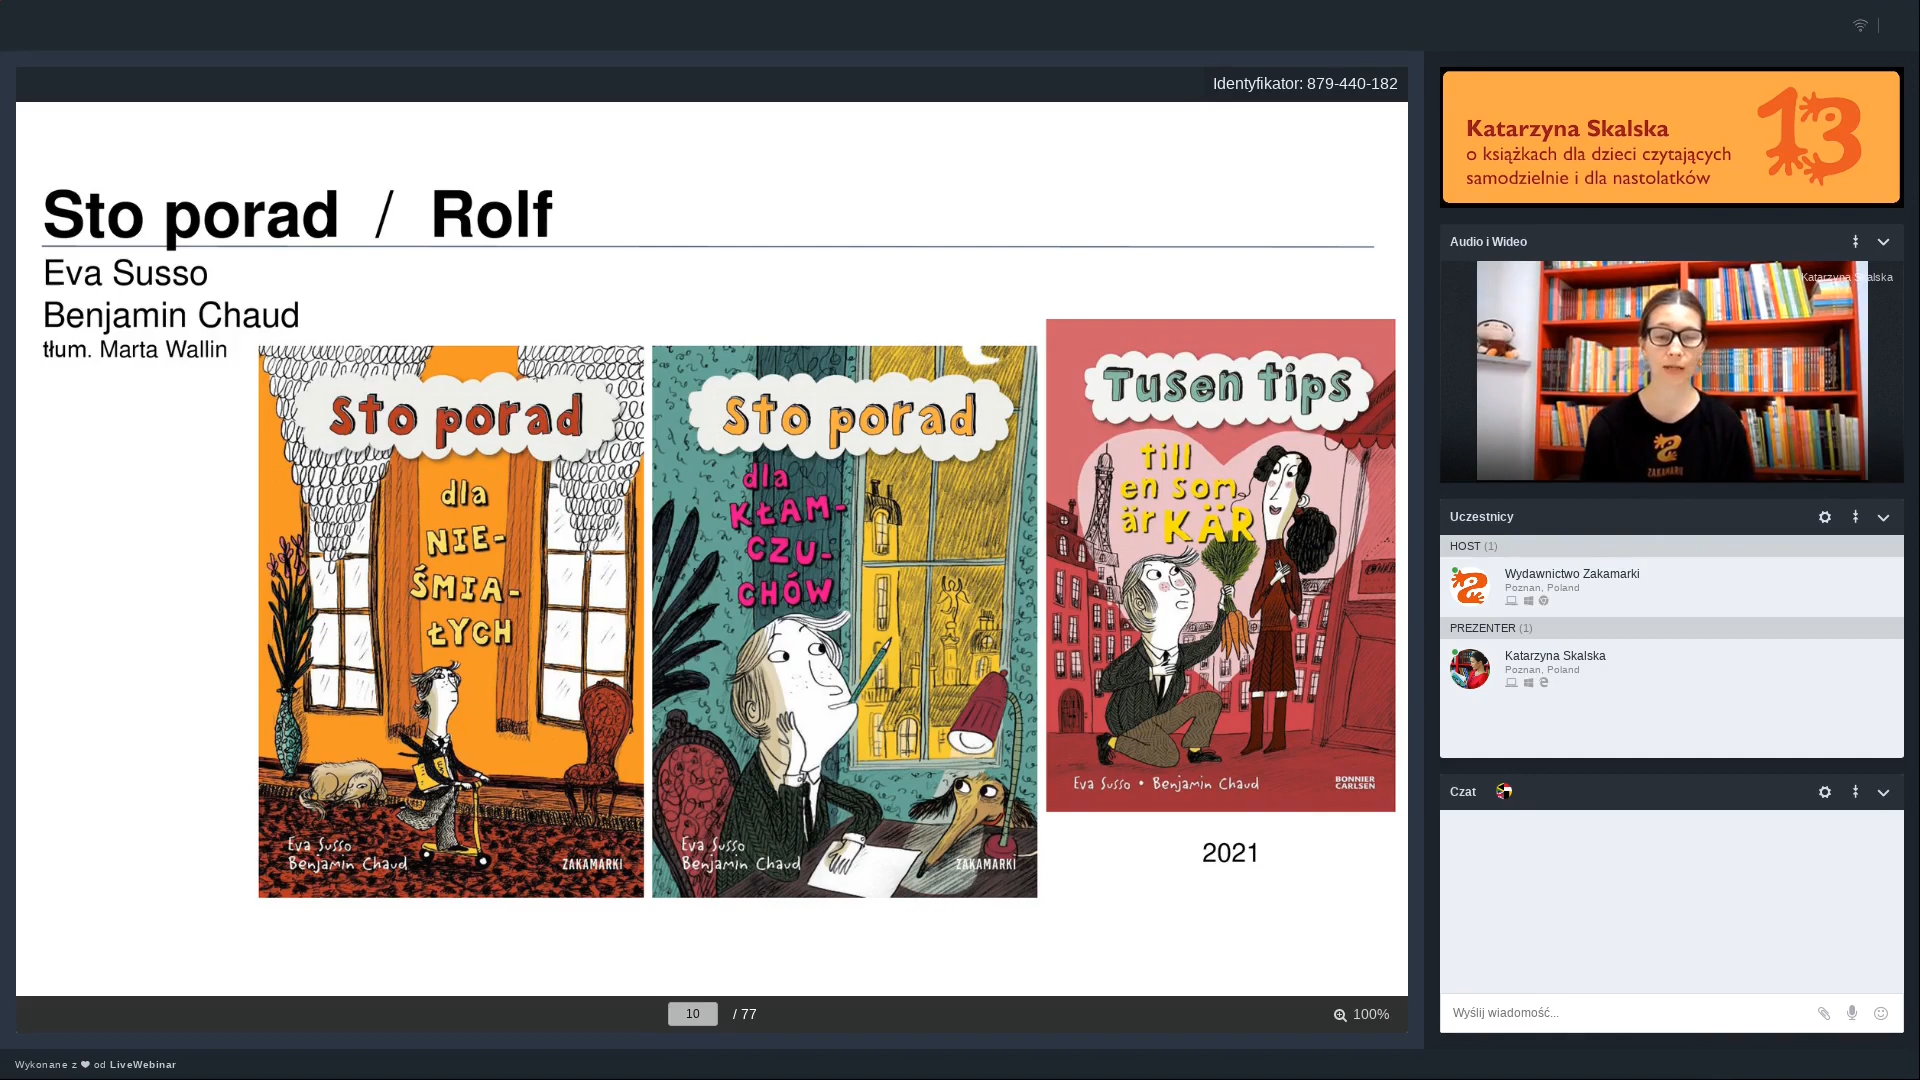 Identyfikator: 879-440-182
Sto porad / Rolf
Eva Susso
Benjamin Chaud
tłum. Marta Wallin
Sto porad
dla
NIE-
ŚMIA-
ŁYCH
Eva Susso
Benjamin Chaud
ZAKAMARKI
Sto porad
dla
KŁAM-
CZU-
CHÓW
Eva Susso
Benjamin Chaud
ZAKAMARKI
Tusen tips
till
en som
är KÄR
Eva Susso • Benjamin Chaud
BONNIER
CARLSEN
2021
10 / 77
100%
Katarzyna Skalska
o książkach dla dzieci czytających
samodzielnie i dla nastolatków
13
Audio i Wideo
Katarzyna Skalska
ZAKAMARKI
Uczestnicy
HOST (1)
Wydawnictwo Zakamarki
Poznan, Poland
PREZENTER (1)
Katarzyna Skalska
Poznan, Poland
Czat
Wyślij wiadomość...
Wykonane z ❤ od LiveWebinar